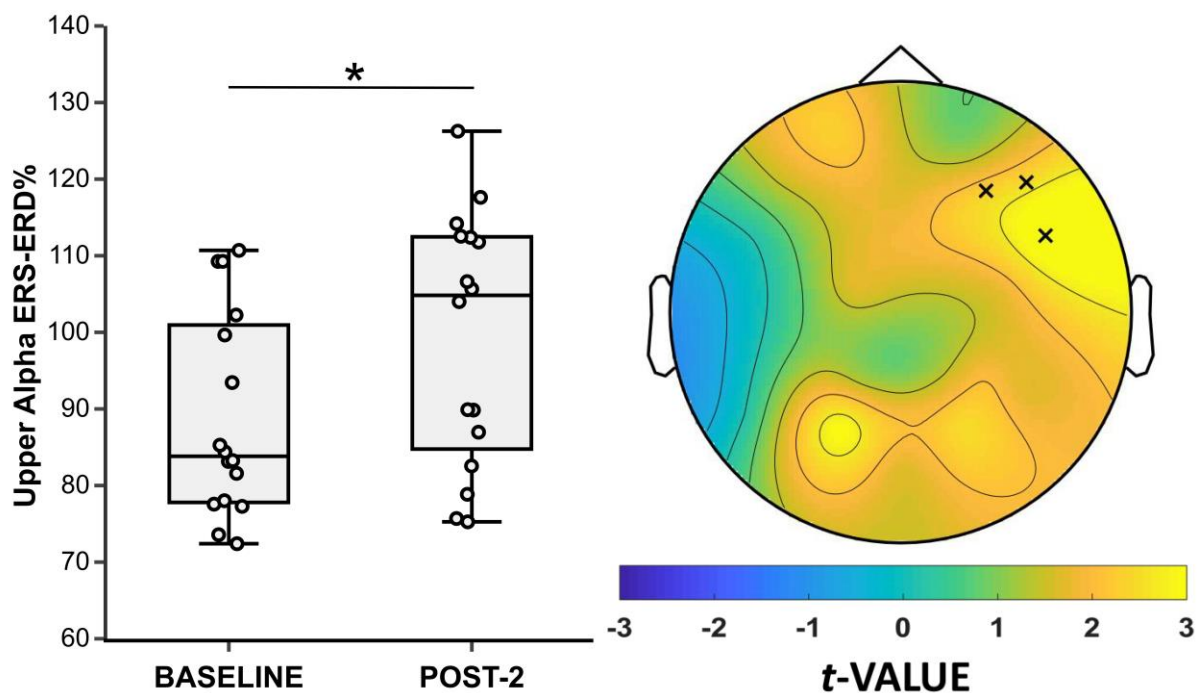 140
130
120
110
100
90
80
70
60
Upper Alpha ERS-ERD%
*
BASELINE POST-2
-3 -2 -1 0 1 2 3
t-VALUE